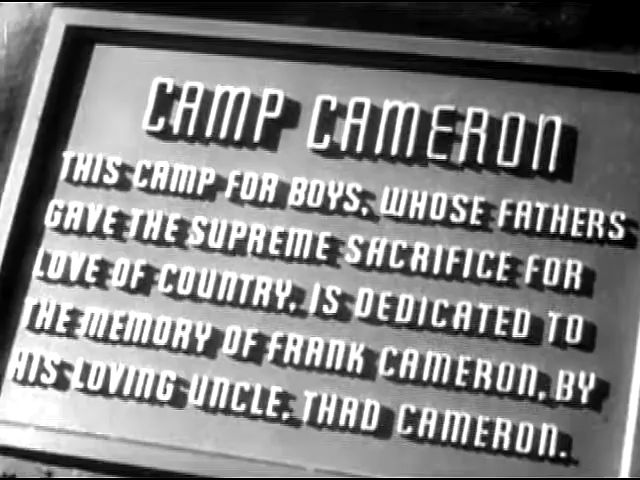 CAMP CAMERON
THIS CAMP FOR BOYS, WHOSE FATHERS
GAVE THE SUPREME SACRIFICE FOR
LOVE OF COUNTRY, IS DEDICATED TO
THE MEMORY OF FRANK CAMERON, BY
HIS LOVING UNCLE, THAD CAMERON.